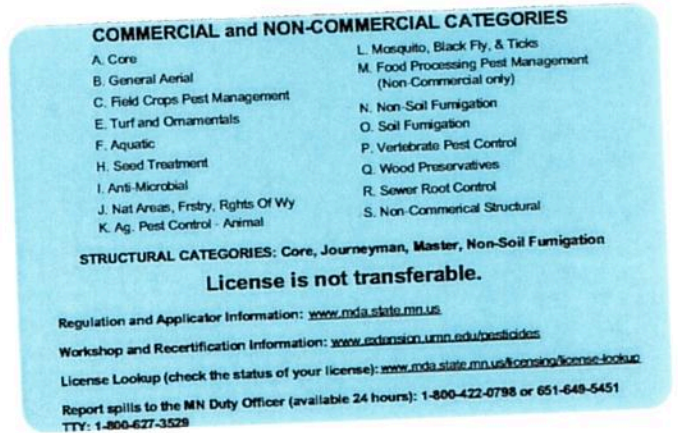 COMMERCIAL and NON-COMMERCIAL CATEGORIES
A. Core
B. General Aerial
C. Field Crops Pest Management
E. Turf and Ornamentals
F. Aquatic
H. Seed Treatment
I. Anti-Microbial
J. Nat Areas, Frstry, Rghts Of Wy
K. Ag. Pest Control - Animal
L. Mosquito, Black Fly, & Ticks
M. Food Processing Pest Management
(Non-Commercial only)
N. Non-Soil Fumigation
O. Soil Fumigation
P. Vertebrate Pest Control
Q. Wood Preservatives
R. Sewer Root Control
S. Non-Commerical Structural
STRUCTURAL CATEGORIES: Core, Journeyman, Master, Non-Soil Fumigation
License is not transferable.
Regulation and Applicator Information: www.mda.state.mn.us
Workshop and Recertification Information: www.extension.umn.edu/pesticides
License Lookup (check the status of your license): www.mda.state.mn.us/licensing/license-lookup
Report spills to the MN Duty Officer (available 24 hours): 1-800-422-0798 or 651-649-5451
TTY: 1-800-627-3529